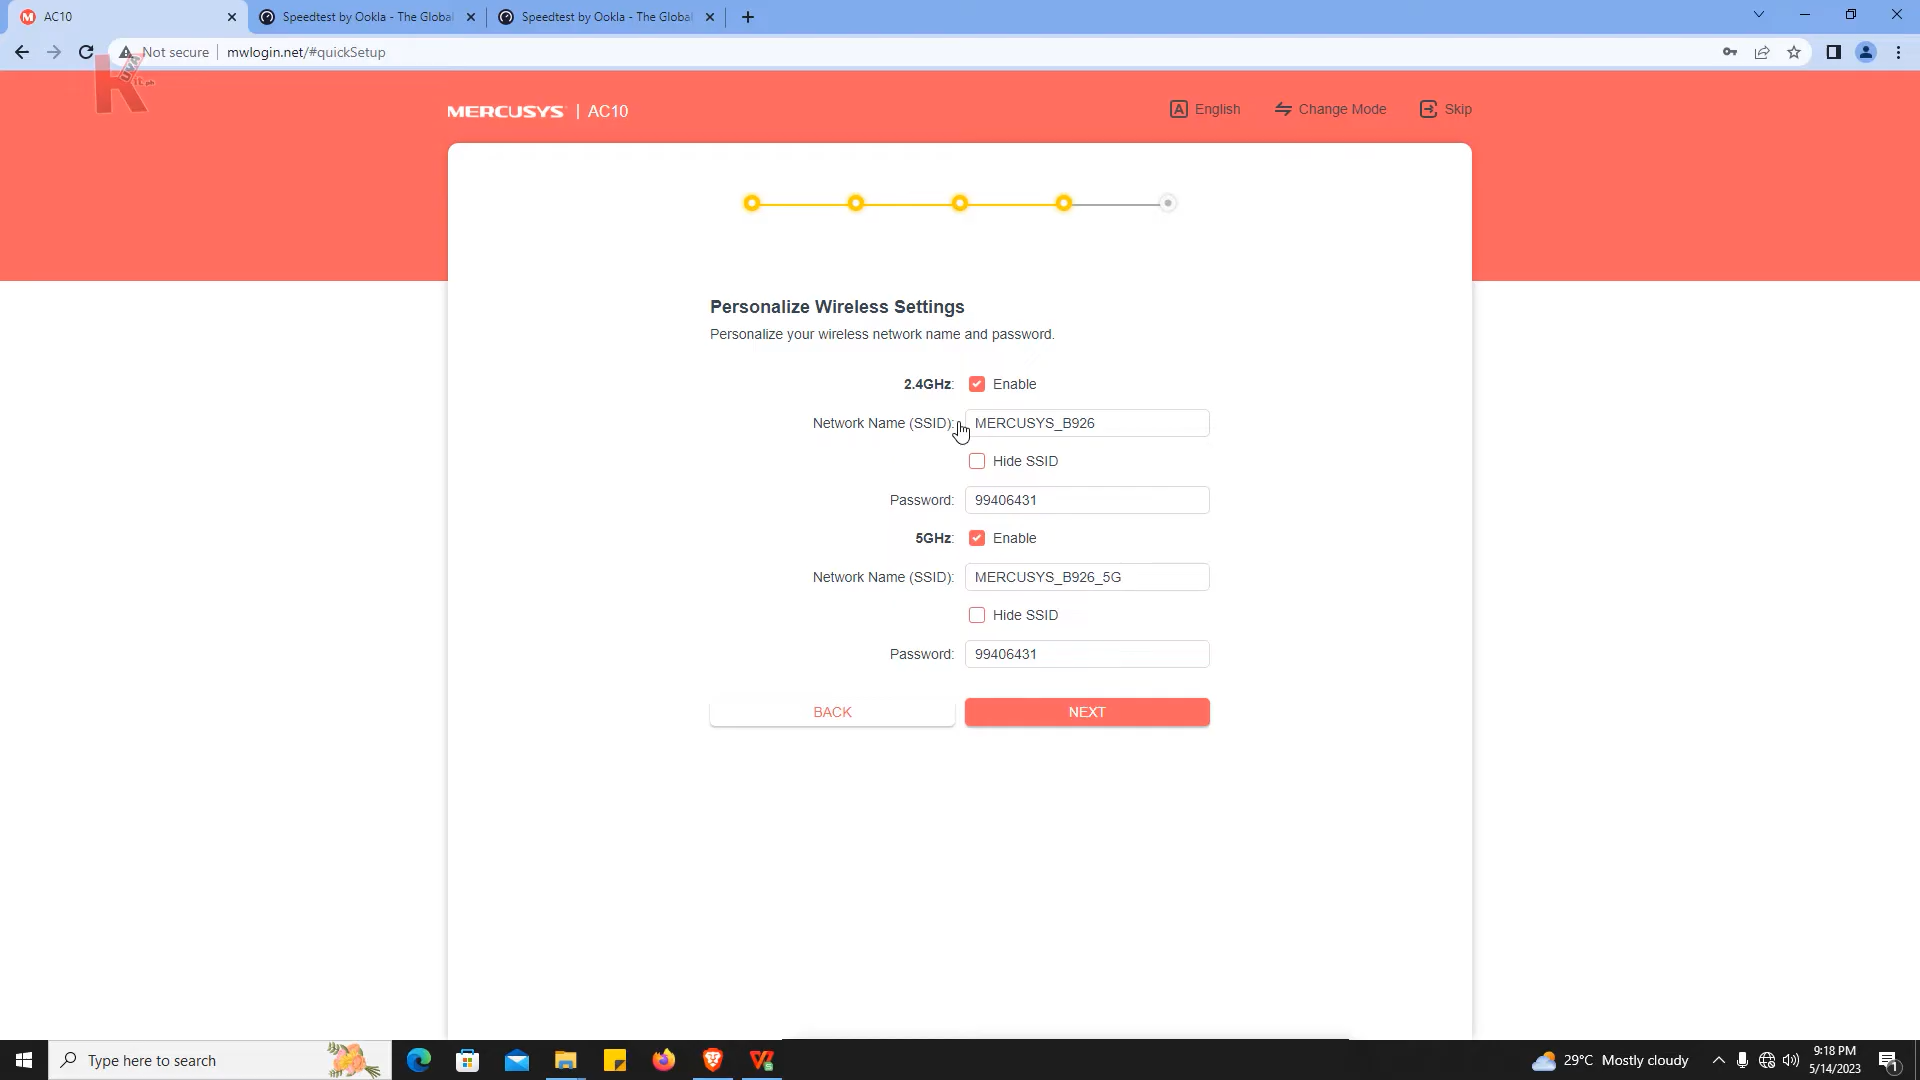 AC10
Speedtest by Ookla - The Global
Speedtest by Ookla - The Global
Not secure
mwlogin.net/#quickSetup
MERCUSYS | AC10
English
Change Mode
Skip
Personalize Wireless Settings
Personalize your wireless network name and password.
2.4GHz: Enable
Network Name (SSID): MERCUSYS_B926
Hide SSID
Password: 99406431
5GHz: Enable
Network Name (SSID): MERCUSYS_B926_5G
Hide SSID
Password: 99406431
BACK
NEXT
Type here to search
29°C Mostly cloudy
9:18 PM
5/14/2023
1